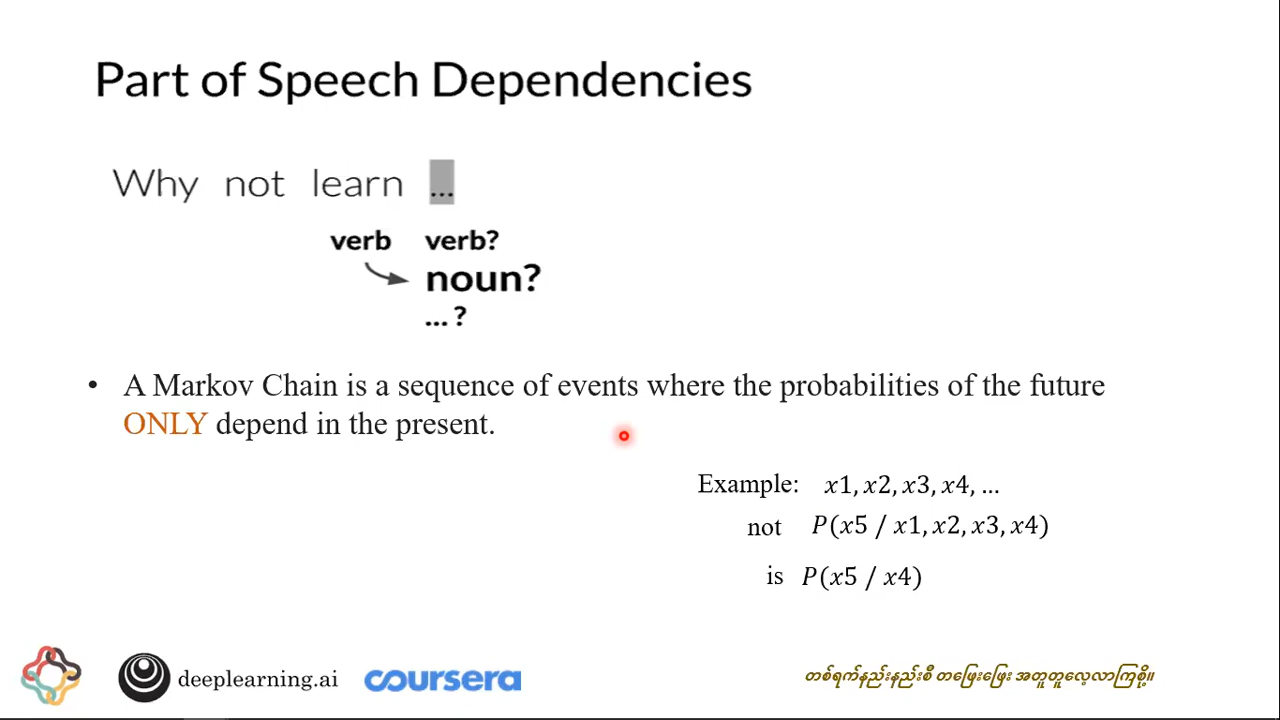 Part of Speech Dependencies
Why not learn ...
verb verb?
noun?
... ?
• A Markov Chain is a sequence of events where the probabilities of the future
ONLY depend in the present.
Example: x1, x2, x3, x4, ...
not P(x5 / x1, x2, x3, x4)
is P(x5 / x4)
deeplearning.ai coursera တစ်ရက်နည်းနည်းစီ တဖြေးဖြေး အတူတူလေ့လာကြစို့။